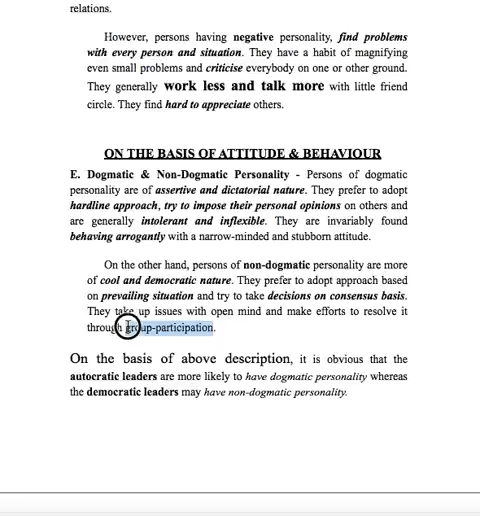 relations.
However, persons having negative personality, find problems
with every person and situation. They have a habit of magnifying
even small problems and criticise everybody on one or other ground.
They generally work less and talk more with little friend
circle. They find hard to appreciate others.
ON THE BASIS OF ATTITUDE & BEHAVIOUR
E. Dogmatic & Non-Dogmatic Personality - Persons of dogmatic
personality are of assertive and dictatorial nature. They prefer to adopt
hardline approach, try to impose their personal opinions on others and
are generally intolerant and inflexible. They are invariably found
behaving arrogantly with a narrow-minded and stubborn attitude.
On the other hand, persons of non-dogmatic personality are more
of cool and democratic nature. They prefer to adopt approach based
on prevailing situation and try to take decisions on consensus basis.
They take up issues with open mind and make efforts to resolve it
through group-participation.
On the basis of above description, it is obvious that the
autocratic leaders are more likely to have dogmatic personality whereas
the democratic leaders may have non-dogmatic personality.